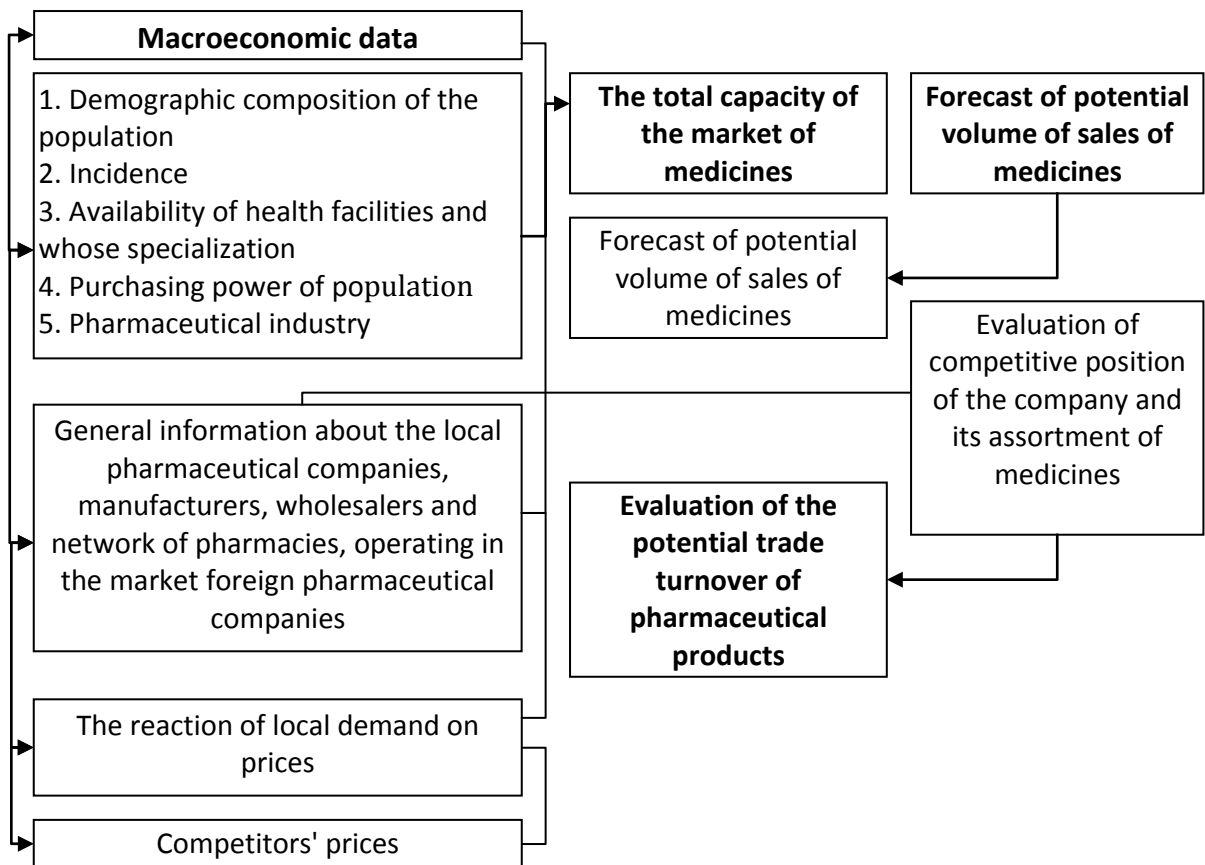 Macroeconomic data
1. Demographic composition of the
population
2. Incidence
3. Availability of health facilities and
whose specialization
4. Purchasing power of population
5. Pharmaceutical industry
General information about the local
pharmaceutical companies,
manufacturers, wholesalers and
network of pharmacies, operating in
the market foreign pharmaceutical
companies
The reaction of local demand on
prices
Competitors' prices
The total capacity of
the market of
medicines
Forecast of potential
volume of sales of
medicines
Evaluation of the
potential trade
turnover of
pharmaceutical
products
Forecast of potential
volume of sales of
medicines
Evaluation of
competitive position
of the company and
its assortment of
medicines